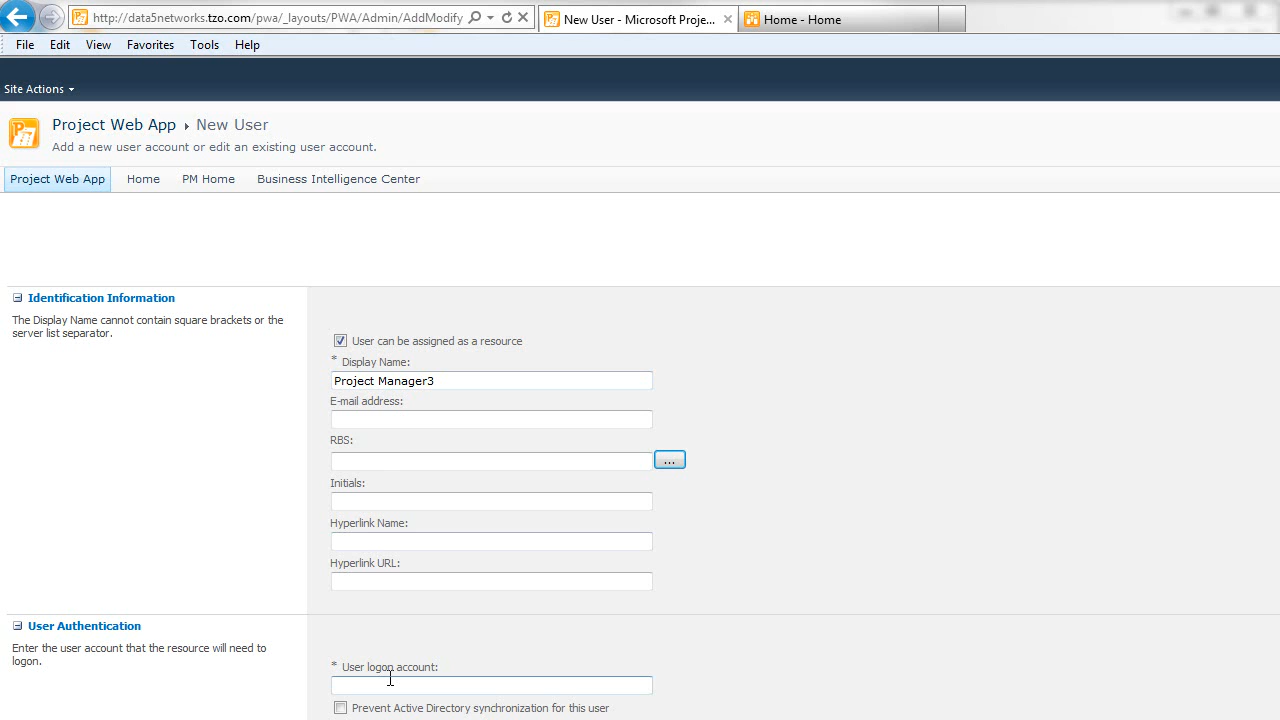 http://data5networks.tzo.com/pwa/_layouts/PWA/Admin/AddModify
New User - Microsoft Proje...
Home - Home
File Edit View Favorites Tools Help
Site Actions
Project Web App ▸ New User
Add a new user account or edit an existing user account.
Project Web App Home PM Home Business Intelligence Center
Identification Information
The Display Name cannot contain square brackets or the
server list separator.
User can be assigned as a resource
* Display Name:
Project Manager3
E-mail address:
RBS:
...
Initials:
Hyperlink Name:
Hyperlink URL:
User Authentication
Enter the user account that the resource will need to
logon.
* User logon account:
Prevent Active Directory synchronization for this user